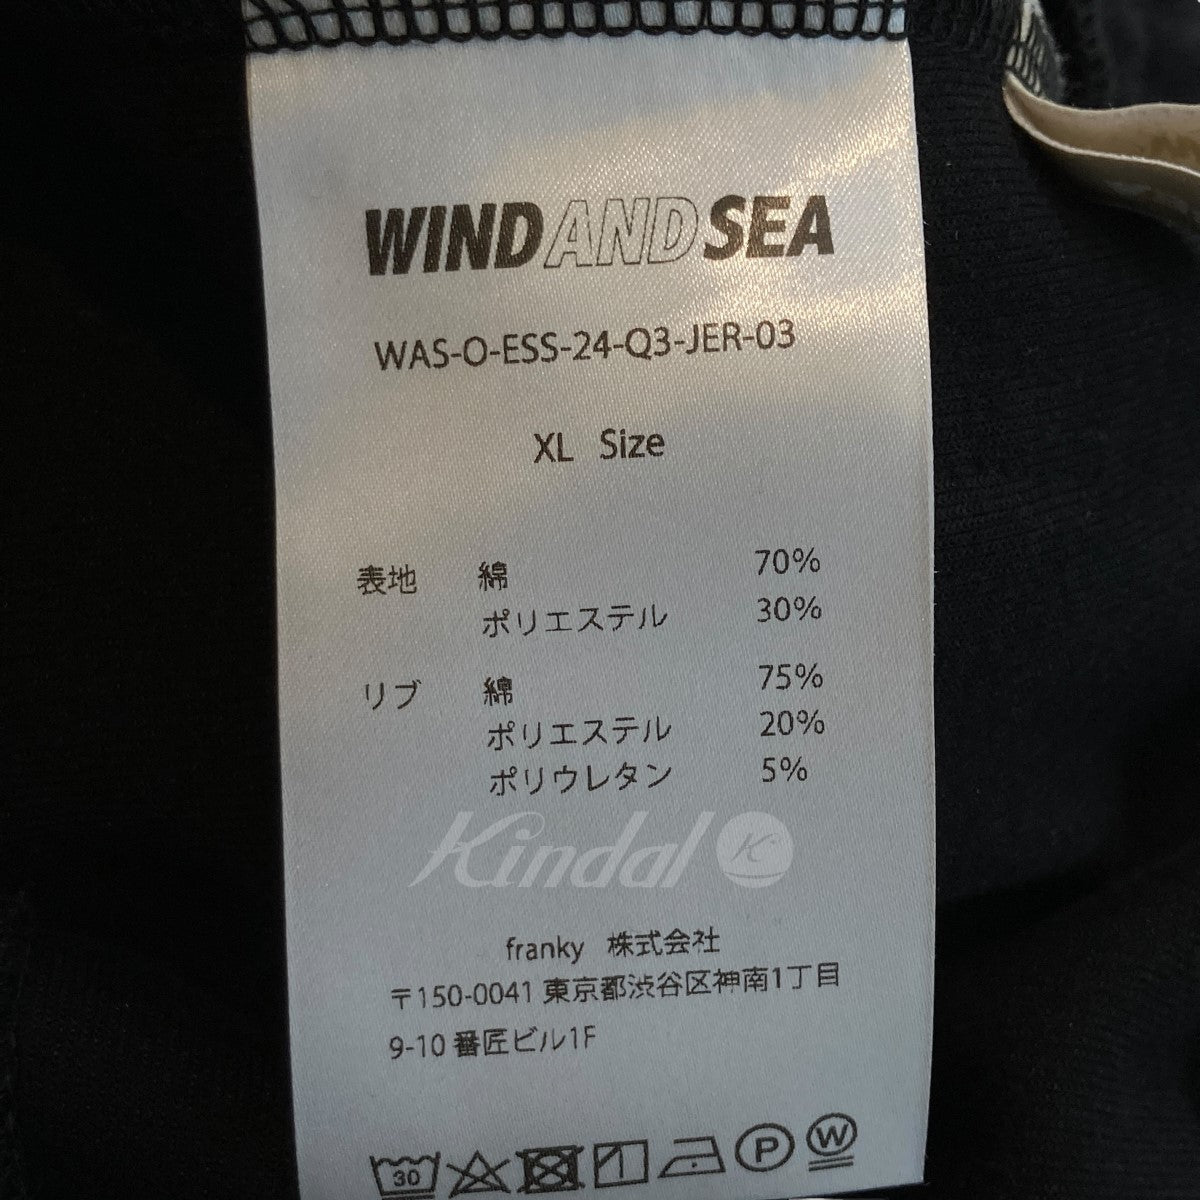 WIND AND SEA
WAS-O-ESS-24-Q3-JER-03
XL Size
表地 綿 70%
ポリエステル 30%
リブ 綿 75%
ポリエステル 20%
ポリウレタン 5%
Kindal K
franky 株式会社
〒150-0041 東京都渋谷区神南1丁目
9-10 番匠ビル1F
30 P W